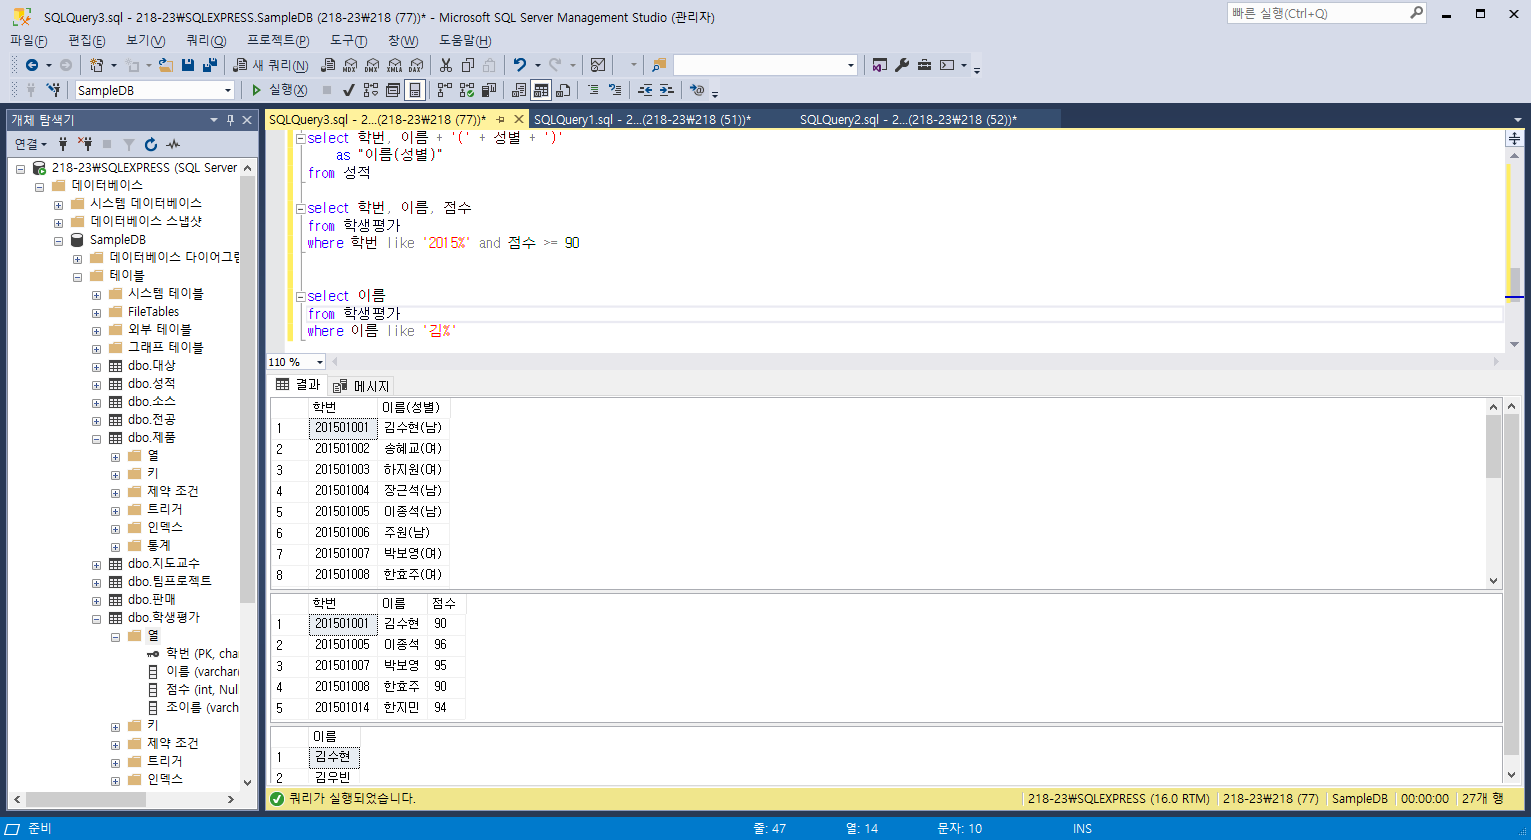 SQLQuery3.sql - 218-23₩SQLEXPRESS.SampleDB (218-23₩218 (77))* - Microsoft SQL Server Management Studio (관리자)
빠른 실행(Ctrl+Q)
파일(F) 편집(E) 보기(V) 쿼리(Q) 프로젝트(P) 도구(T) 창(W) 도움말(H)
새 쿼리(N) MDX DMX XMLA DAX
SampleDB 실행(X)
개체 탐색기
SQLQuery3.sql - 2...(218-23₩218 (77))* SQLQuery1.sql - 2...(218-23₩218 (51))* SQLQuery2.sql - 2...(218-23₩218 (52))*
연결
218-23₩SQLEXPRESS (SQL Server
데이터베이스
시스템 데이터베이스
데이터베이스 스냅샷
SampleDB
데이터베이스 다이어그램
테이블
시스템 테이블
FileTables
외부 테이블
그래프 테이블
dbo.대상
dbo.성적
dbo.소스
dbo.전공
dbo.제품
열
키
제약 조건
트리거
인덱스
통계
dbo.지도교수
dbo.팀프로젝트
dbo.판매
dbo.학생평가
열
학번 (PK, cha
이름 (varchar(
점수 (int, Nul
조이름 (varch
키
제약 조건
트리거
인덱스
select 학번, 이름 + '(' + 성별 + ')'
as "이름(성별)"
from 성적
select 학번, 이름, 점수
from 학생평가
where 학번 like '2015%' and 점수 >= 90
select 이름
from 학생평가
where 이름 like '김%'
110 %
결과 메시지
학번 이름(성별)
1 201501001 김수현(남)
2 201501002 송혜교(여)
3 201501003 하지원(여)
4 201501004 장근석(남)
5 201501005 이종석(남)
6 201501006 주원(남)
7 201501007 박보영(여)
8 201501008 한효주(여)
학번 이름 점수
1 201501001 김수현 90
2 201501005 이종석 96
3 201501007 박보영 95
4 201501008 한효주 90
5 201501014 한지민 94
이름
1 김수현
2 김우빈
쿼리가 실행되었습니다. 218-23₩SQLEXPRESS (16.0 RTM) 218-23₩218 (77) SampleDB 00:00:00 27개 행
준비 줄: 47 열: 14 문자: 10 INS